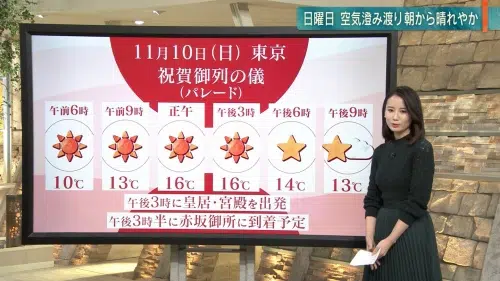 日曜日 空気澄み渡り朝から晴れやか
11月10日(日) 東京
祝賀御列の儀
(パレード)
午前6時 午前9時 正午 午後3時 午後6時 午後9時
10℃ 13℃ 16℃ 16℃ 14℃ 13℃
午後3時に皇居・宮殿を出発
午後3時半に赤坂御所に到着予定